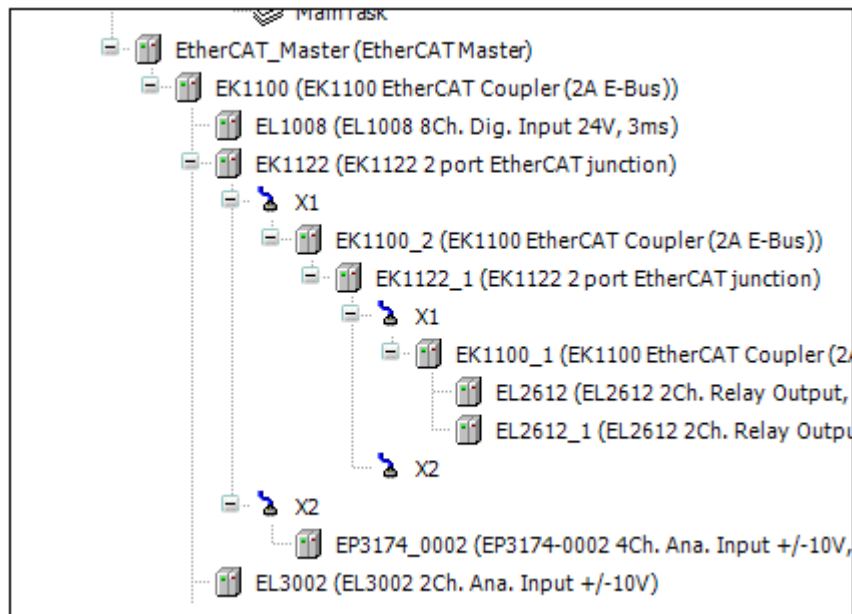 MainTask
EtherCAT_Master (EtherCAT Master)
EK1100 (EK1100 EtherCAT Coupler (2A E-Bus))
EL1008 (EL1008 8Ch. Dig. Input 24V, 3ms)
EK1122 (EK1122 2 port EtherCAT junction)
X1
EK1100_2 (EK1100 EtherCAT Coupler (2A E-Bus))
EK1122_1 (EK1122 2 port EtherCAT junction)
X1
EK1100_1 (EK1100 EtherCAT Coupler (2A
EL2612 (EL2612 2Ch. Relay Output,
EL2612_1 (EL2612 2Ch. Relay Outpu
X2
X2
EP3174_0002 (EP3174-0002 4Ch. Ana. Input +/-10V,
EL3002 (EL3002 2Ch. Ana. Input +/-10V)